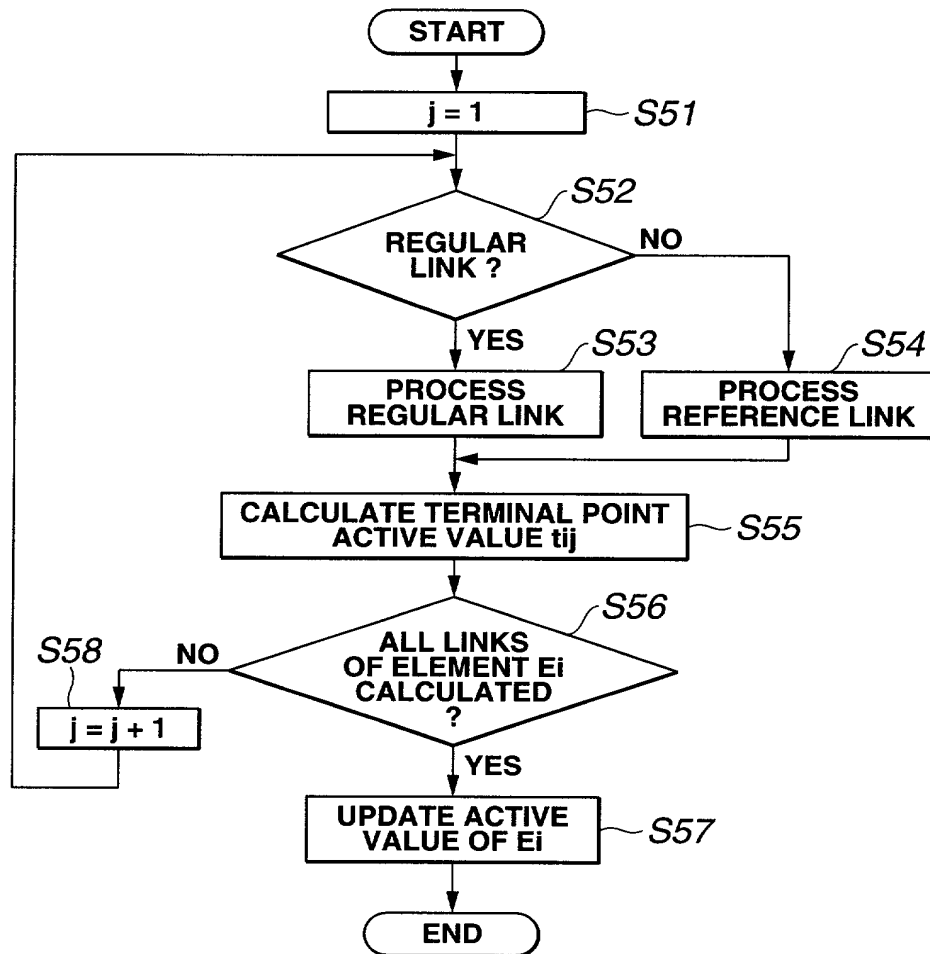 START
j = 1
S51
S52
REGULAR
LINK ?
NO
YES
S53
PROCESS
REGULAR LINK
S54
PROCESS
REFERENCE LINK
CALCULATE TERMINAL POINT
ACTIVE VALUE tij
S55
S56
ALL LINKS
OF ELEMENT Ei
CALCULATED
?
NO
S58
j = j + 1
YES
UPDATE ACTIVE
VALUE OF Ei
S57
END